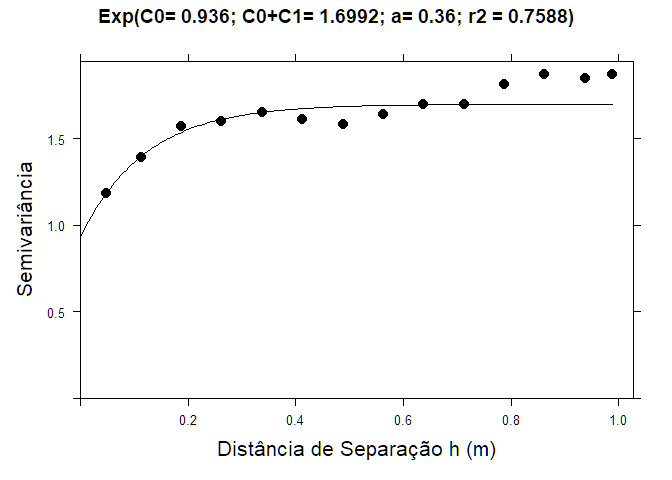 Exp(C0= 0.936; C0+C1= 1.6992; a= 0.36; r2 = 0.7588)
1.5
1.0
0.5
Semivariância
0.2 0.4 0.6 0.8 1.0
Distância de Separação h (m)